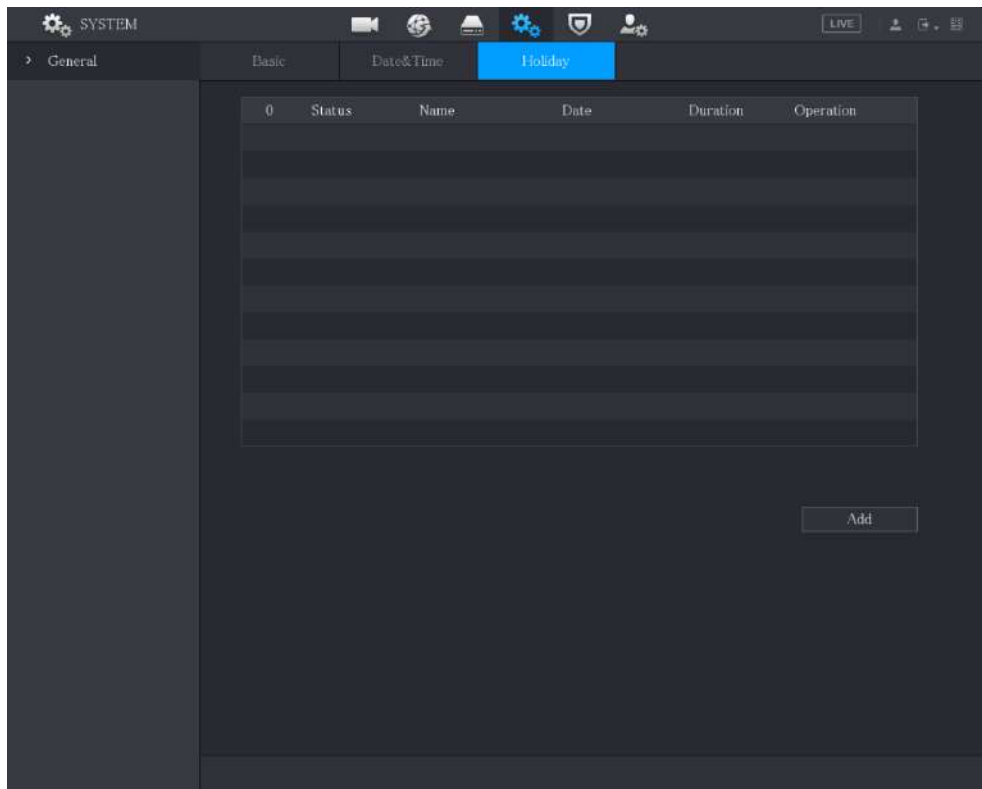 SYSTEM
LIVE
General
Basic Date&Time Holiday
0 Status Name Date Duration Operation
Add